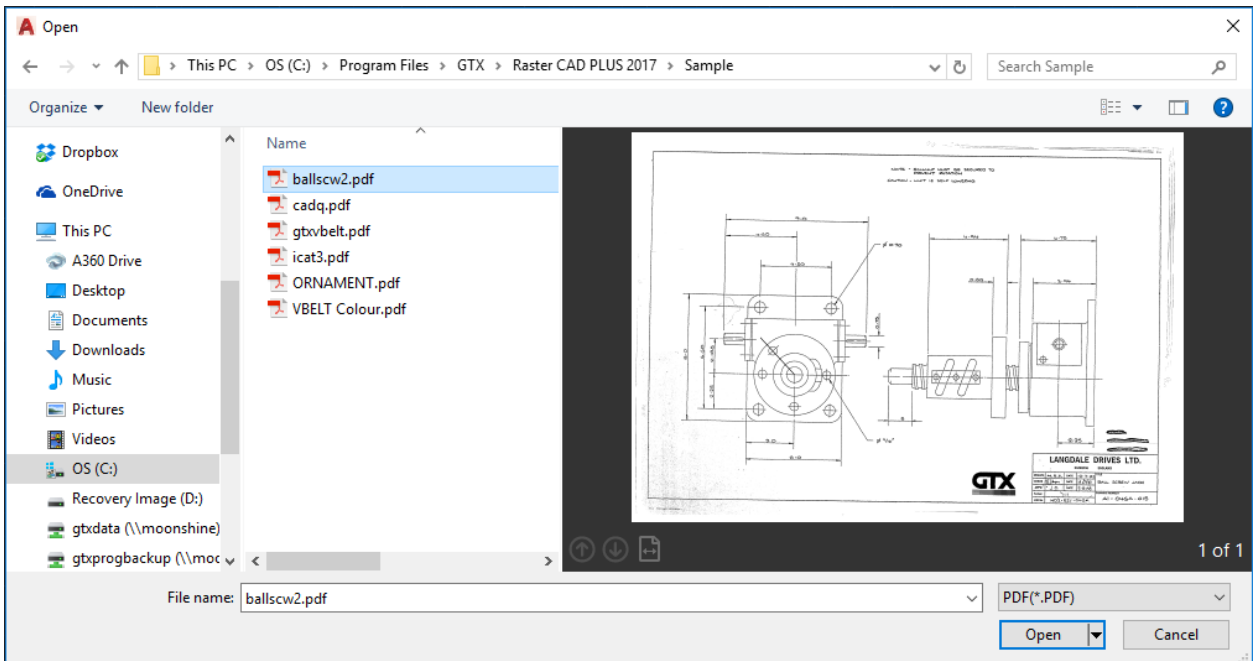 Open
This PC > OS (C:) > Program Files > GTX > Raster CAD PLUS 2017 > Sample
Search Sample
Organize
New folder
Dropbox
OneDrive
This PC
A360 Drive
Desktop
Documents
Downloads
Music
Pictures
Videos
OS (C:)
Recovery Image (D:)
gtxdata (\\moonshine)
gtxprogbackup (\\moc
Name
ballscw2.pdf
cadq.pdf
gtxvbelt.pdf
icat3.pdf
ORNAMENT.pdf
VBELT Colour.pdf
LANGDALE DRIVES LTD.
GTX
1 of 1
File name:
ballscw2.pdf
PDF(*.PDF)
Open
Cancel